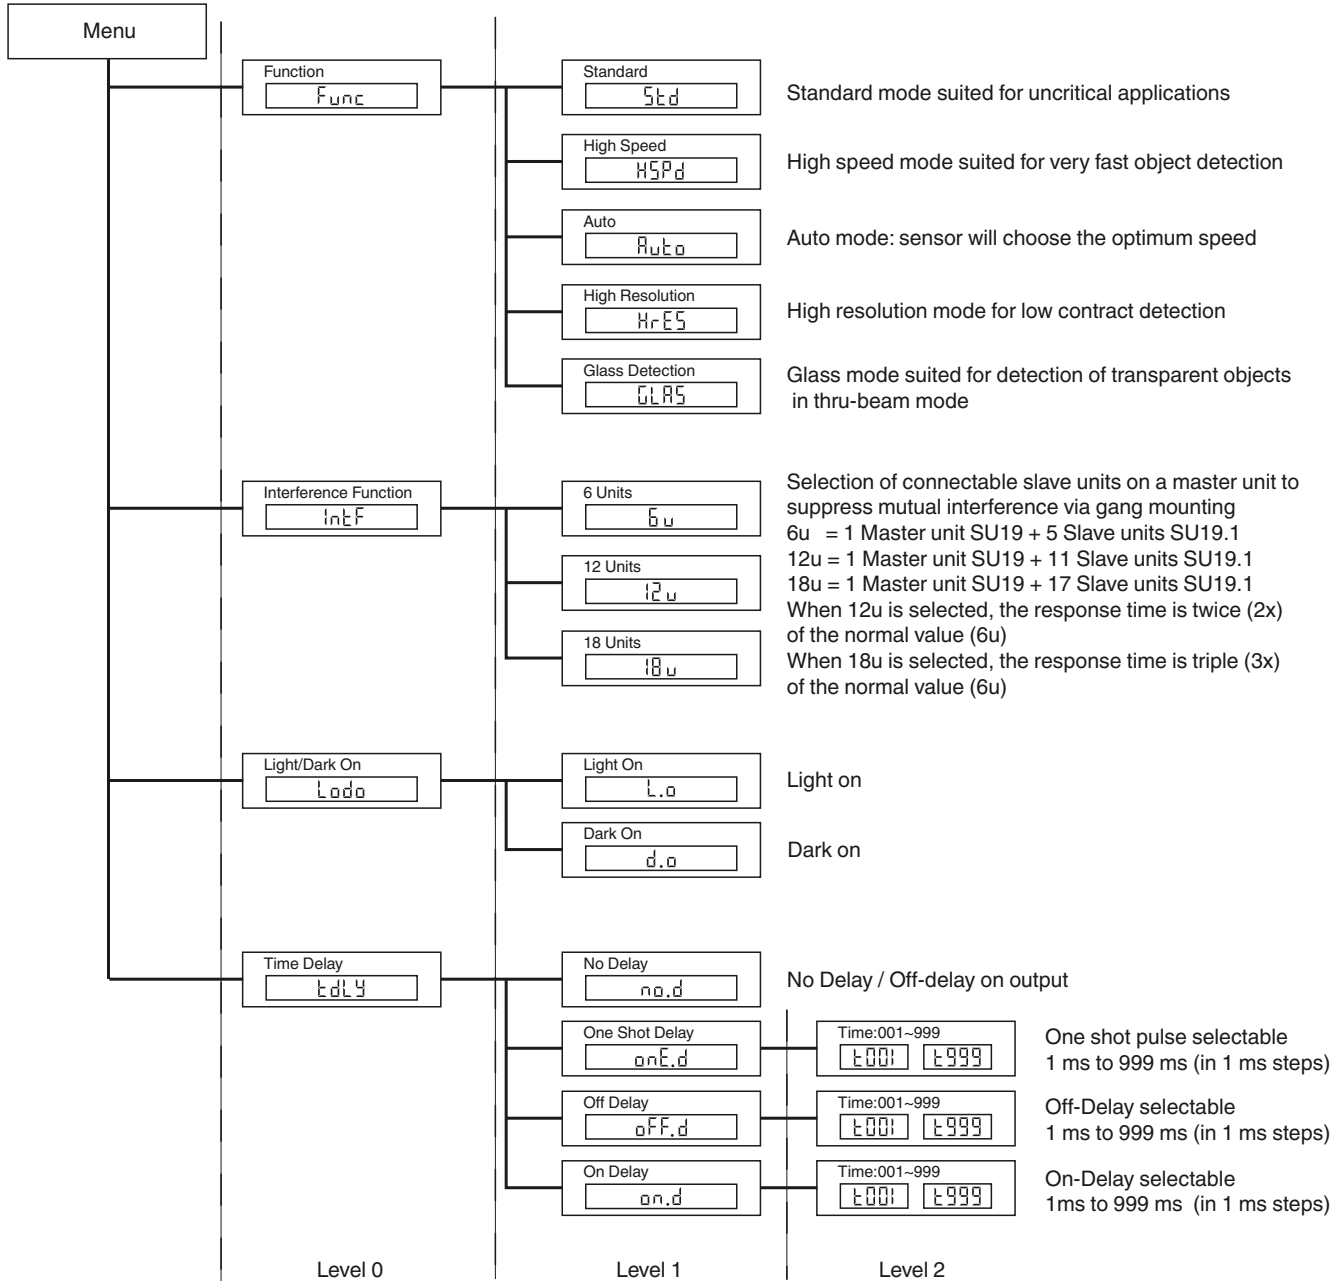 Menu
Function
Func
Standard
Std
Standard mode suited for uncritical applications
High Speed
HSPd
High speed mode suited for very fast object detection
Auto
Auto
Auto mode: sensor will choose the optimum speed
High Resolution
HrES
High resolution mode for low contract detection
Glass Detection
GLAS
Glass mode suited for detection of transparent objects
in thru-beam mode
Interference Function
IntF
6 Units
6u
Selection of connectable slave units on a master unit to
suppress mutual interference via gang mounting
6u = 1 Master unit SU19 + 5 Slave units SU19.1
12u = 1 Master unit SU19 + 11 Slave units SU19.1
18u = 1 Master unit SU19 + 17 Slave units SU19.1
When 12u is selected, the response time is twice (2x)
of the normal value (6u)
When 18u is selected, the response time is triple (3x)
of the normal value (6u)
12 Units
12u
18 Units
18u
Light/Dark On
Lodo
Light On
L.o
Light on
Dark On
d.o
Dark on
Time Delay
tdLY
No Delay
no.d
No Delay / Off-delay on output
One Shot Delay
onE.d
Time:001~999
t001 t999
One shot pulse selectable
1 ms to 999 ms (in 1 ms steps)
Off Delay
oFF.d
Time:001~999
t001 t999
Off-Delay selectable
1 ms to 999 ms (in 1 ms steps)
On Delay
on.d
Time:001~999
t001 t999
On-Delay selectable
1ms to 999 ms (in 1 ms steps)
Level 0
Level 1
Level 2